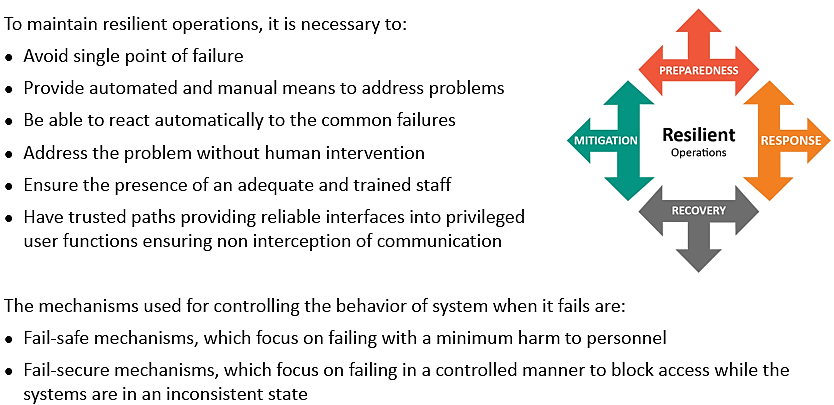 To maintain resilient operations, it is necessary to:
• Avoid single point of failure
• Provide automated and manual means to address problems
• Be able to react automatically to the common failures
• Address the problem without human intervention
• Ensure the presence of an adequate and trained staff
• Have trusted paths providing reliable interfaces into privileged
user functions ensuring non interception of communication
PREPAREDNESS
MITIGATION
Resilient
Operations
RESPONSE
RECOVERY
The mechanisms used for controlling the behavior of system when it fails are:
• Fail-safe mechanisms, which focus on failing with a minimum harm to personnel
• Fail-secure mechanisms, which focus on failing in a controlled manner to block access while the
systems are in an inconsistent state